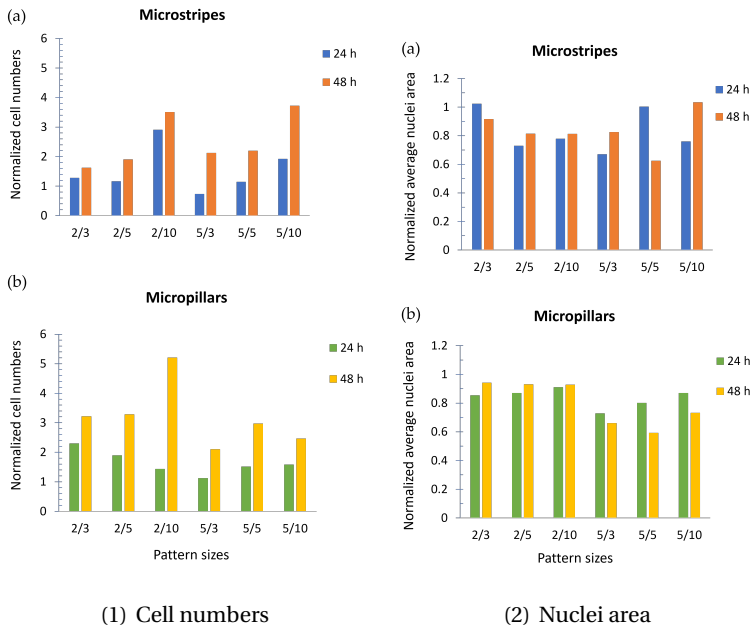 (a)
Microstripes
Normalized cell numbers
6
5
4
3
2
1
0
2/3 2/5 2/10 5/3 5/5 5/10
24 h
48 h
(b)
Micropillars
Normalized cell numbers
6
5
4
3
2
1
0
2/3 2/5 2/10 5/3 5/5 5/10
Pattern sizes
24 h
48 h
(1) Cell numbers
(a)
Microstripes
Normalized average nuclei area
1.2
1
0.8
0.6
0.4
0.2
0
2/3 2/5 2/10 5/3 5/5 5/10
24 h
48 h
(b)
Micropillars
Normalized average nuclei area
1.2
1
0.8
0.6
0.4
0.2
0
2/3 2/5 2/10 5/3 5/5 5/10
Pattern sizes
24 h
48 h
(2) Nuclei area